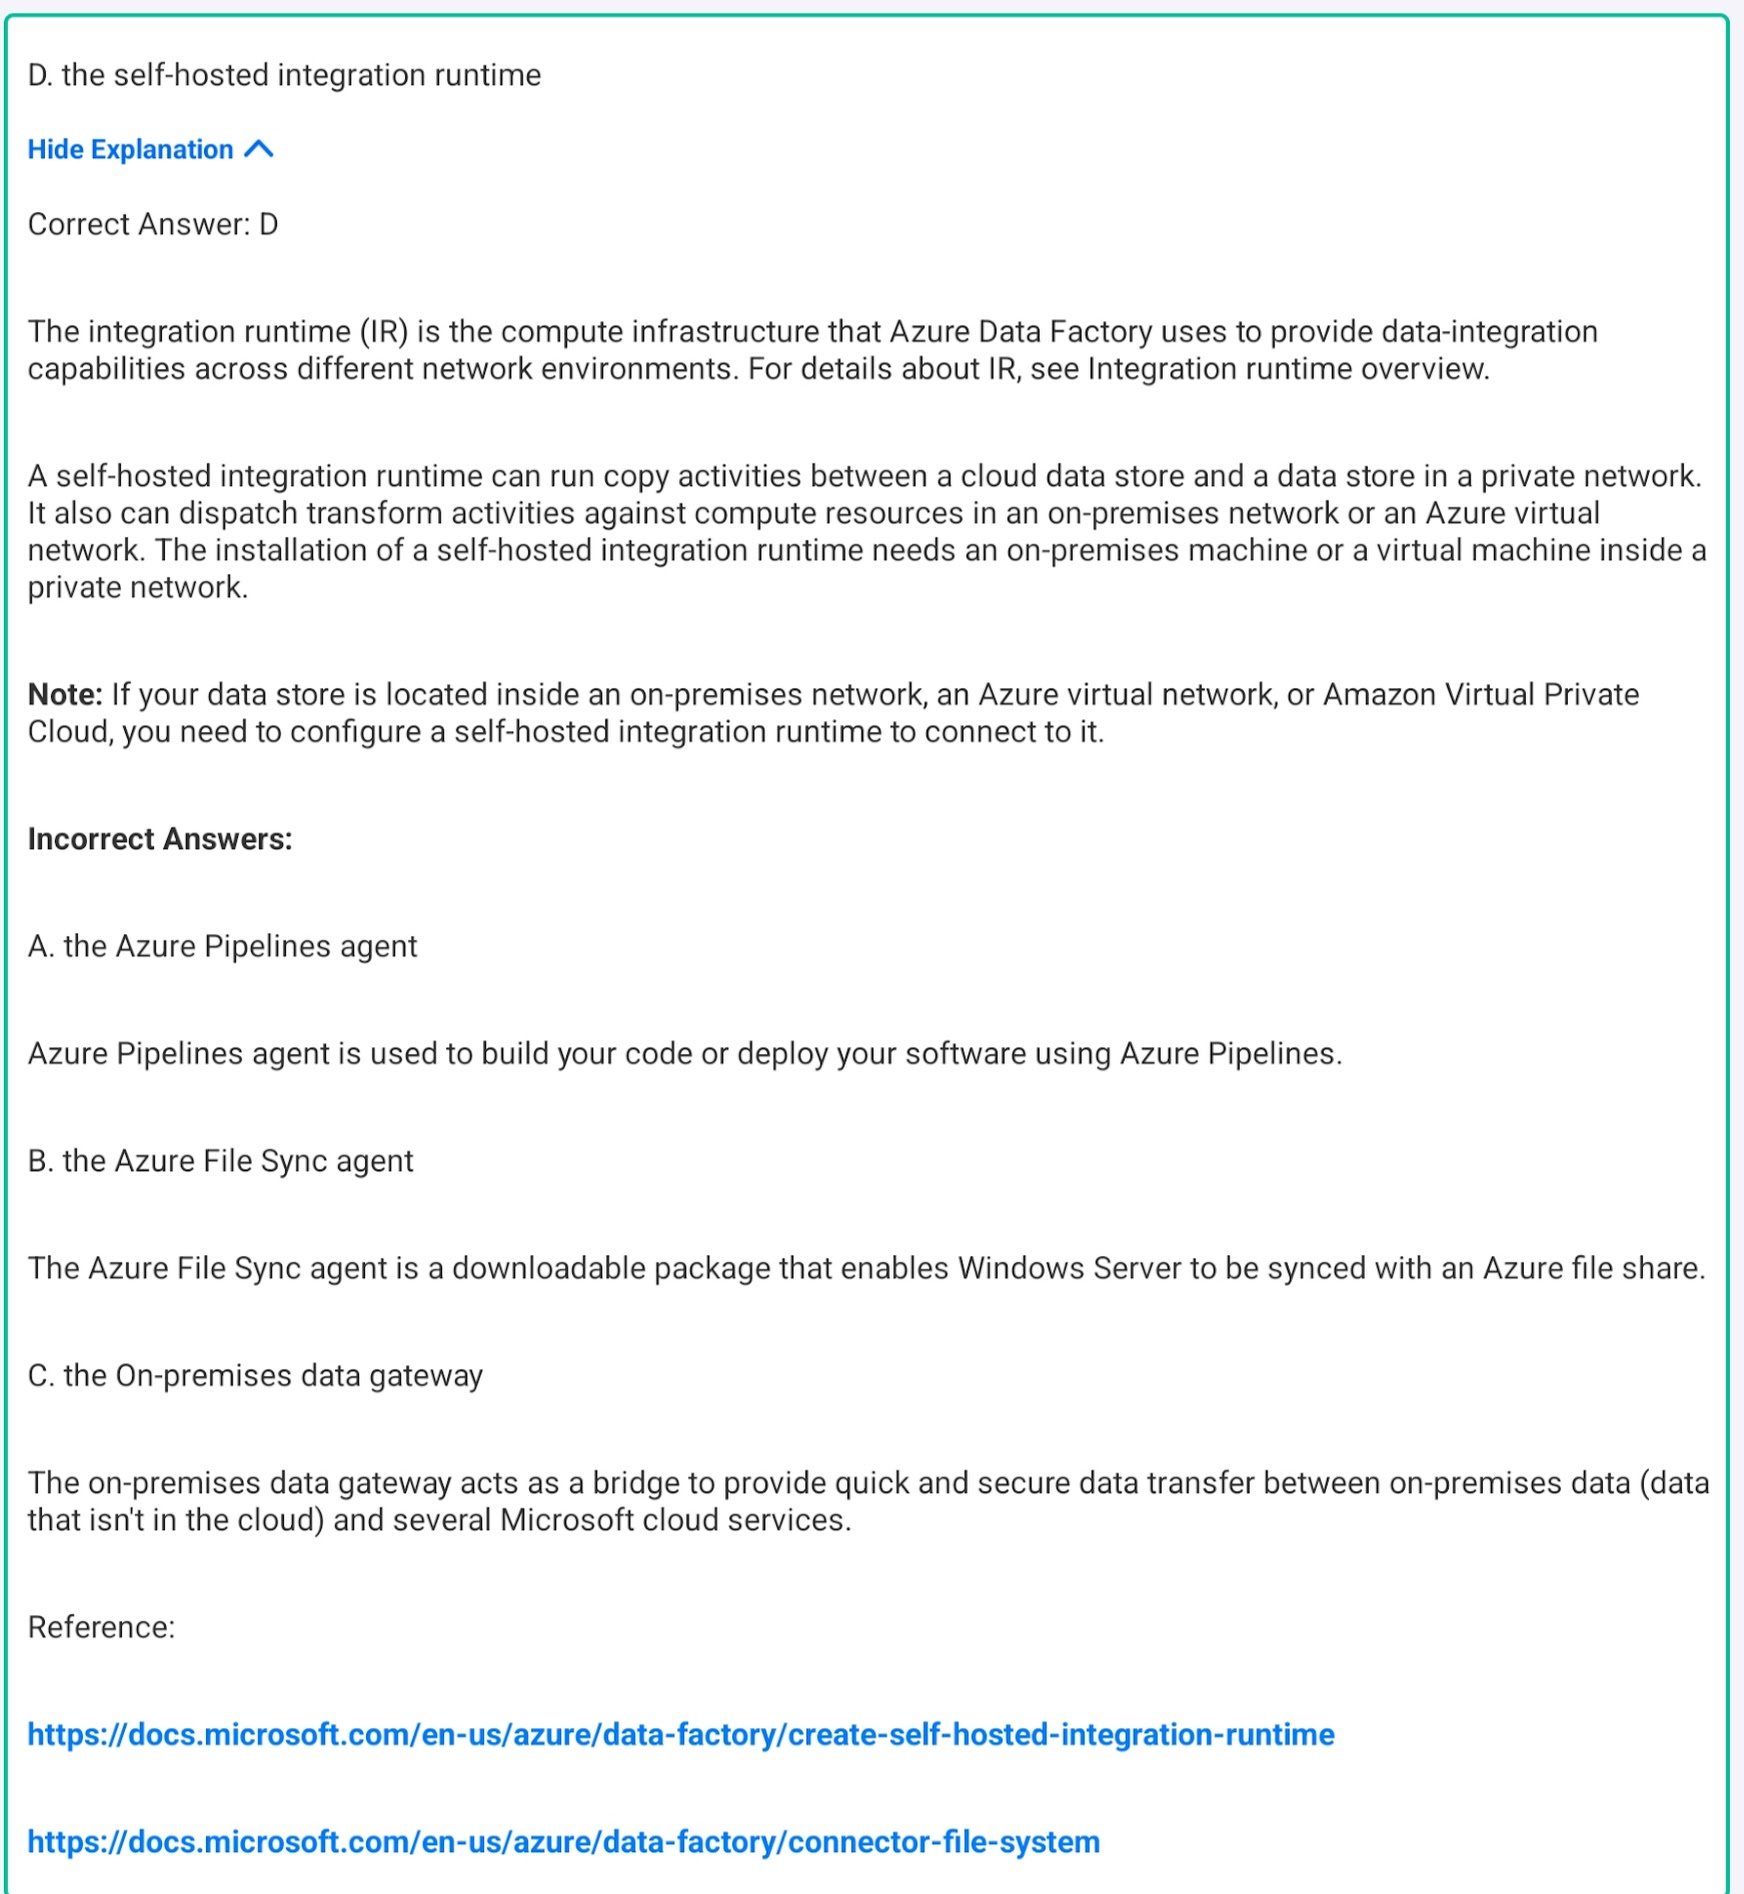 D. the self-hosted integration runtime
Hide Explanation
Correct Answer: D
The integration runtime (IR) is the compute infrastructure that Azure Data Factory uses to provide data-integration
capabilities across different network environments. For details about IR, see Integration runtime overview.
A self-hosted integration runtime can run copy activities between a cloud data store and a data store in a private network.
It also can dispatch transform activities against compute resources in an on-premises network or an Azure virtual
network. The installation of a self-hosted integration runtime needs an on-premises machine or a virtual machine inside a
private network.
Note: If your data store is located inside an on-premises network, an Azure virtual network, or Amazon Virtual Private
Cloud, you need to configure a self-hosted integration runtime to connect to it.
Incorrect Answers:
A. the Azure Pipelines agent
Azure Pipelines agent is used to build your code or deploy your software using Azure Pipelines.
B. the Azure File Sync agent
The Azure File Sync agent is a downloadable package that enables Windows Server to be synced with an Azure file share.
C. the On-premises data gateway
The on-premises data gateway acts as a bridge to provide quick and secure data transfer between on-premises data (data
that isn't in the cloud) and several Microsoft cloud services.
Reference:
https://docs.microsoft.com/en-us/azure/data-factory/create-self-hosted-integration-runtime
https://docs.microsoft.com/en-us/azure/data-factory/connector-file-system